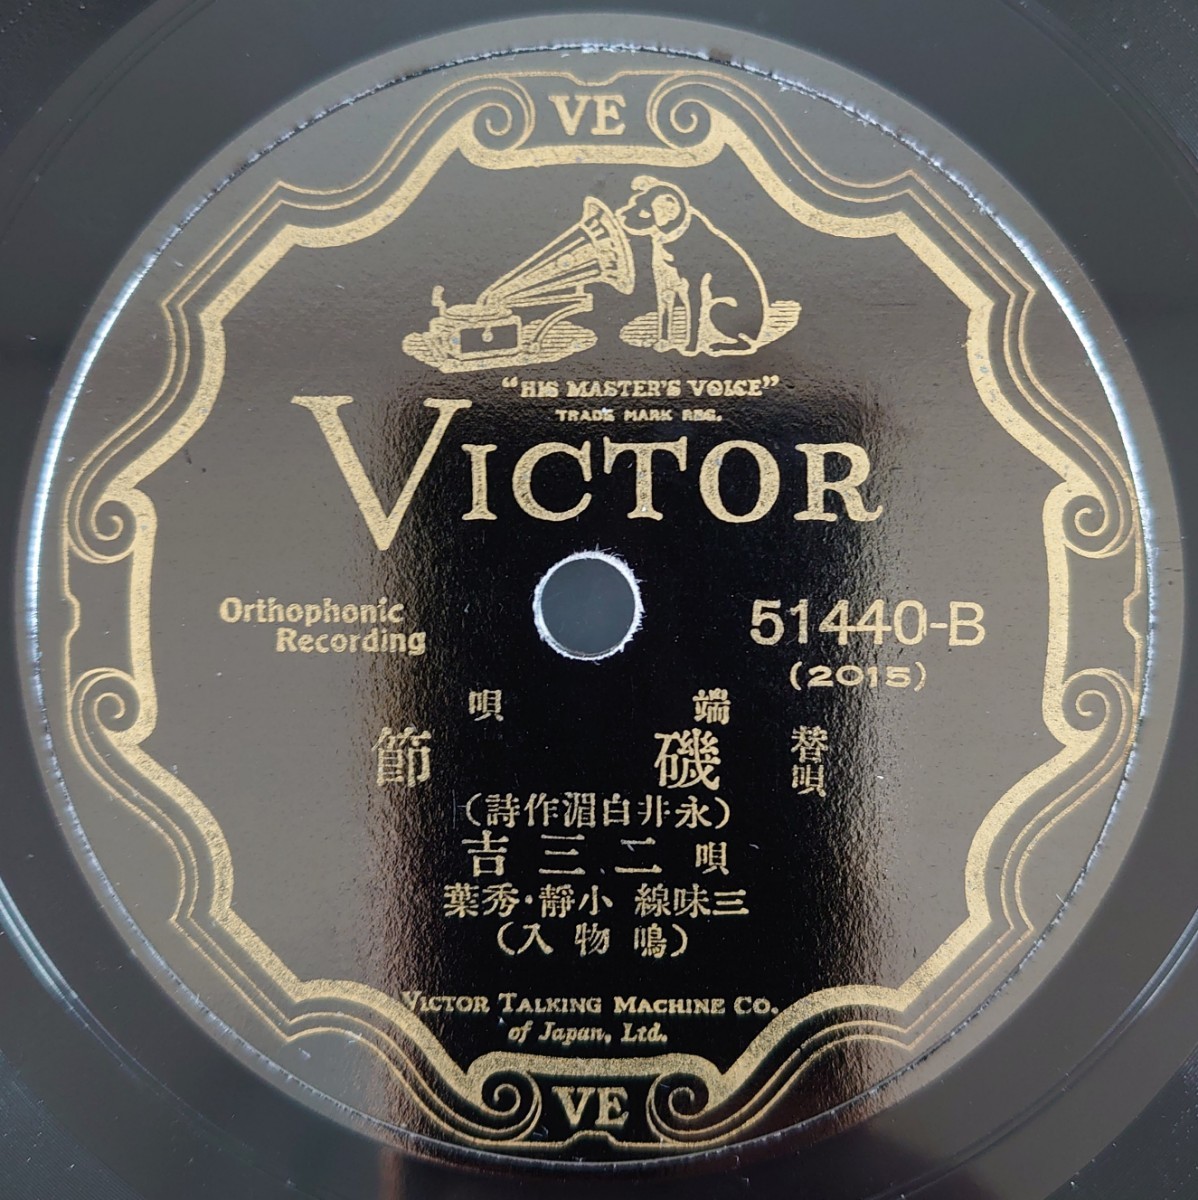 VE
"HIS MASTER'S VOICE"
TRADE MARK REG.
VICTOR
Orthophonic
Recording
51440-B
(2015)
端唄
替唄
磯節
(永井白湄作詩)
唄 二三吉
三味線 小靜・秀葉
(鳴物入)
VICTOR TALKING MACHINE CO.
of Japan, Ltd.
VE